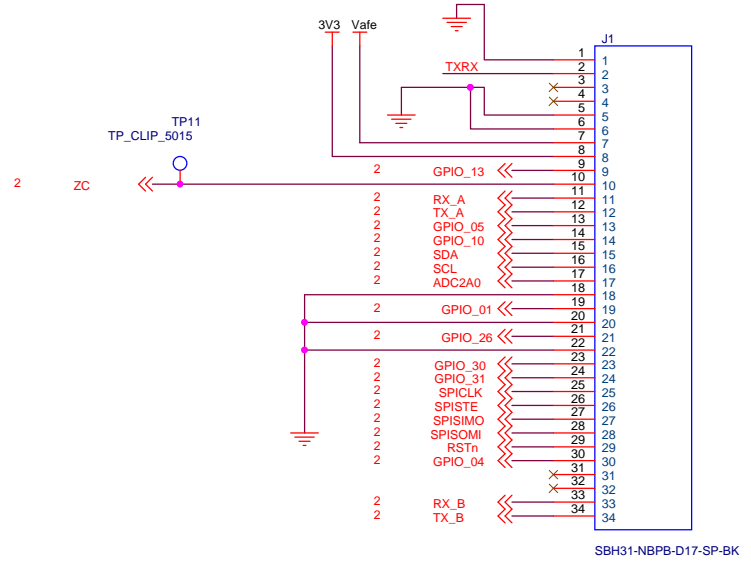 3V3 Vafe
J1
1 1
TXRX 2 2
3 3
4 4
5 5
6 6
7 7
8 8
TP11
TP_CLIP_5015
2 GPIO_13 9 9
2 ZC 10 10
2 RX_A 11 11
2 TX_A 12 12
2 GPIO_05 13 13
2 GPIO_10 14 14
2 SDA 15 15
2 SCL 16 16
2 ADC2A0 17 17
18 18
2 GPIO_01 19 19
20 20
2 GPIO_26 21 21
22 22
2 GPIO_30 23 23
2 GPIO_31 24 24
2 SPICLK 25 25
2 SPISTE 26 26
2 SPISIMO 27 27
2 SPISOMI 28 28
2 RSTn 29 29
2 GPIO_04 30 30
31 31
32 32
2 RX_B 33 33
2 TX_B 34 34
SBH31-NBPB-D17-SP-BK